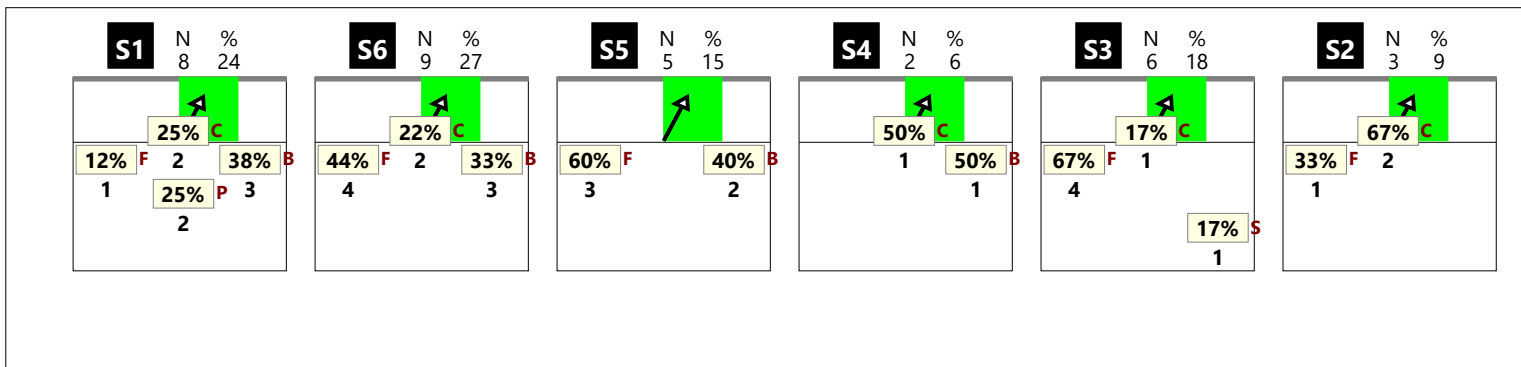 S1 N % 8 24
25% C
2
12% F
1
38% B
3
25% P
2
S6 N % 9 27
22% C
2
44% F
4
33% B
3
S5 N % 5 15
60% F
3
40% B
2
S4 N % 2 6
50% C
1
50% B
1
S3 N % 6 18
17% C
1
67% F
4
17% S
1
S2 N % 3 9
67% C
2
33% F
1